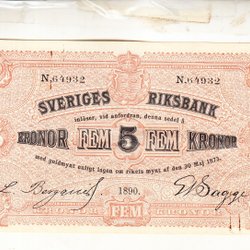 N.64932 N.64932
SVERIGES RIKSBANK
inlöser, vid anfordran, denna sedel å
KRONOR FEM 5 FEM KRONOR
med guldmynt enligt lagen om rikets mynt af den 30 Maj 1873.
1890.
FEM